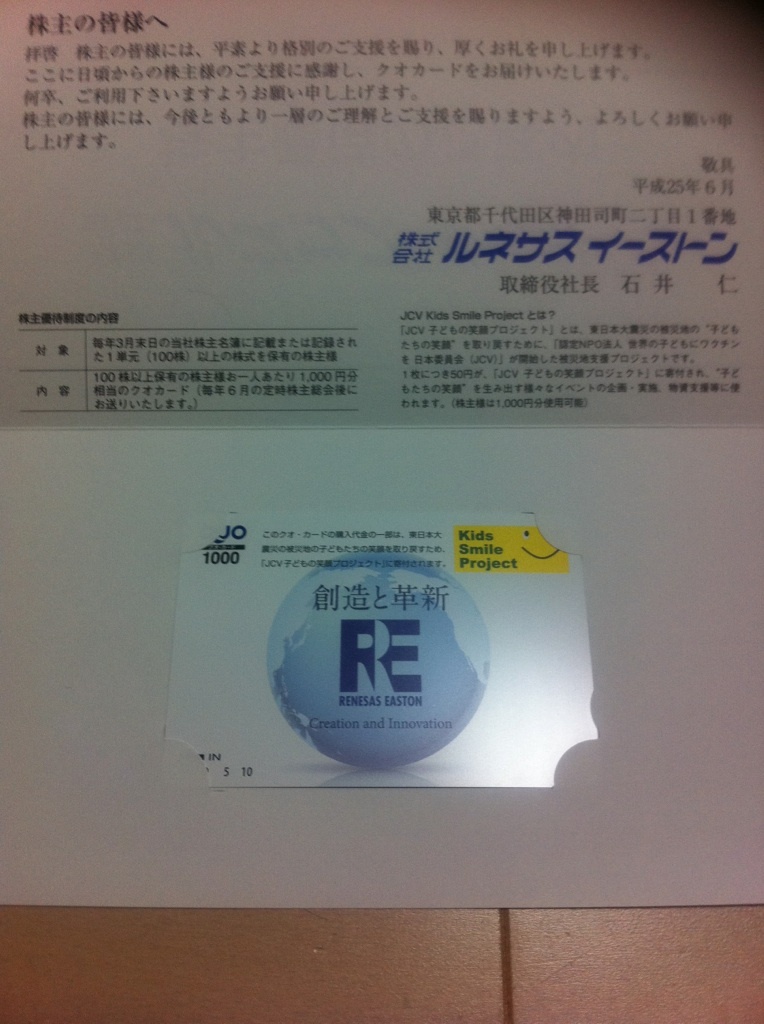 株主の皆様へ
拝啓　株主の皆様には、平素より格別のご支援を賜り、厚くお礼を申し上げます。
ここに日頃からの株主様のご支援に感謝し、クオカードをお届けいたします。
何卒、ご利用下さいますようお願い申し上げます。
株主の皆様には、今後ともより一層のご理解とご支援を賜りますよう、よろしくお願い申
し上げます。
敬具
平成25年6月
東京都千代田区神田司町二丁目1番地
株式会社 ルネサス イーストン
取締役社長　石 井　　仁
株主優待制度の内容
対 象
毎年3月末日の当社株主名簿に記載または記録され
た1単元（100株）以上の株式を保有の株主様
内 容
100株以上保有の株主様お一人あたり1,000円分
相当のクオカード（毎年6月の定時株主総会後に
お送りいたします。）
JCV Kids Smile Project とは？
「JCV 子どもの笑顔プロジェクト」とは、東日本大震災の被災地の“子ども
たちの笑顔”を取り戻すために、「認定NPO法人 世界の子どもにワクチン
を 日本委員会（JCV）」が開始した被災地支援プロジェクトです。
1枚につき50円が、「JCV 子どもの笑顔プロジェクト」に寄付され、“子ど
もたちの笑顔”を生み出す様々なイベントの企画・実施、物資支援等に使
われます。（株主様は1,000円分使用可能）
UO
1000
このクオ・カードの購入代金の一部は、東日本大
震災の被災地の子どもたちの笑顔を取り戻すため、
「JCV子どもの笑顔プロジェクト」に寄付されます。
Kids
Smile
Project
創造と革新
RE
RENESAS EASTON
Creation and Innovation
IN
5 10